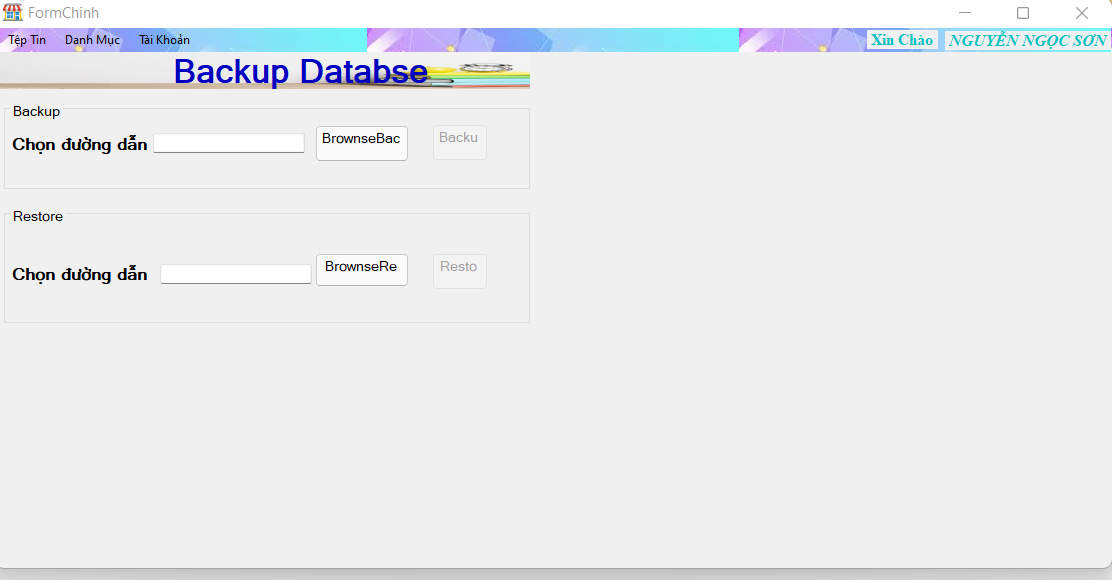 FormChinh
Tệp Tin Danh Mục Tài Khoản Xin Chào NGUYỄN NGỌC SƠN
Backup Databse
Backup
Chọn đường dẫn BrownseBac Backu
Restore
Chọn đường dẫn BrownseRe Resto